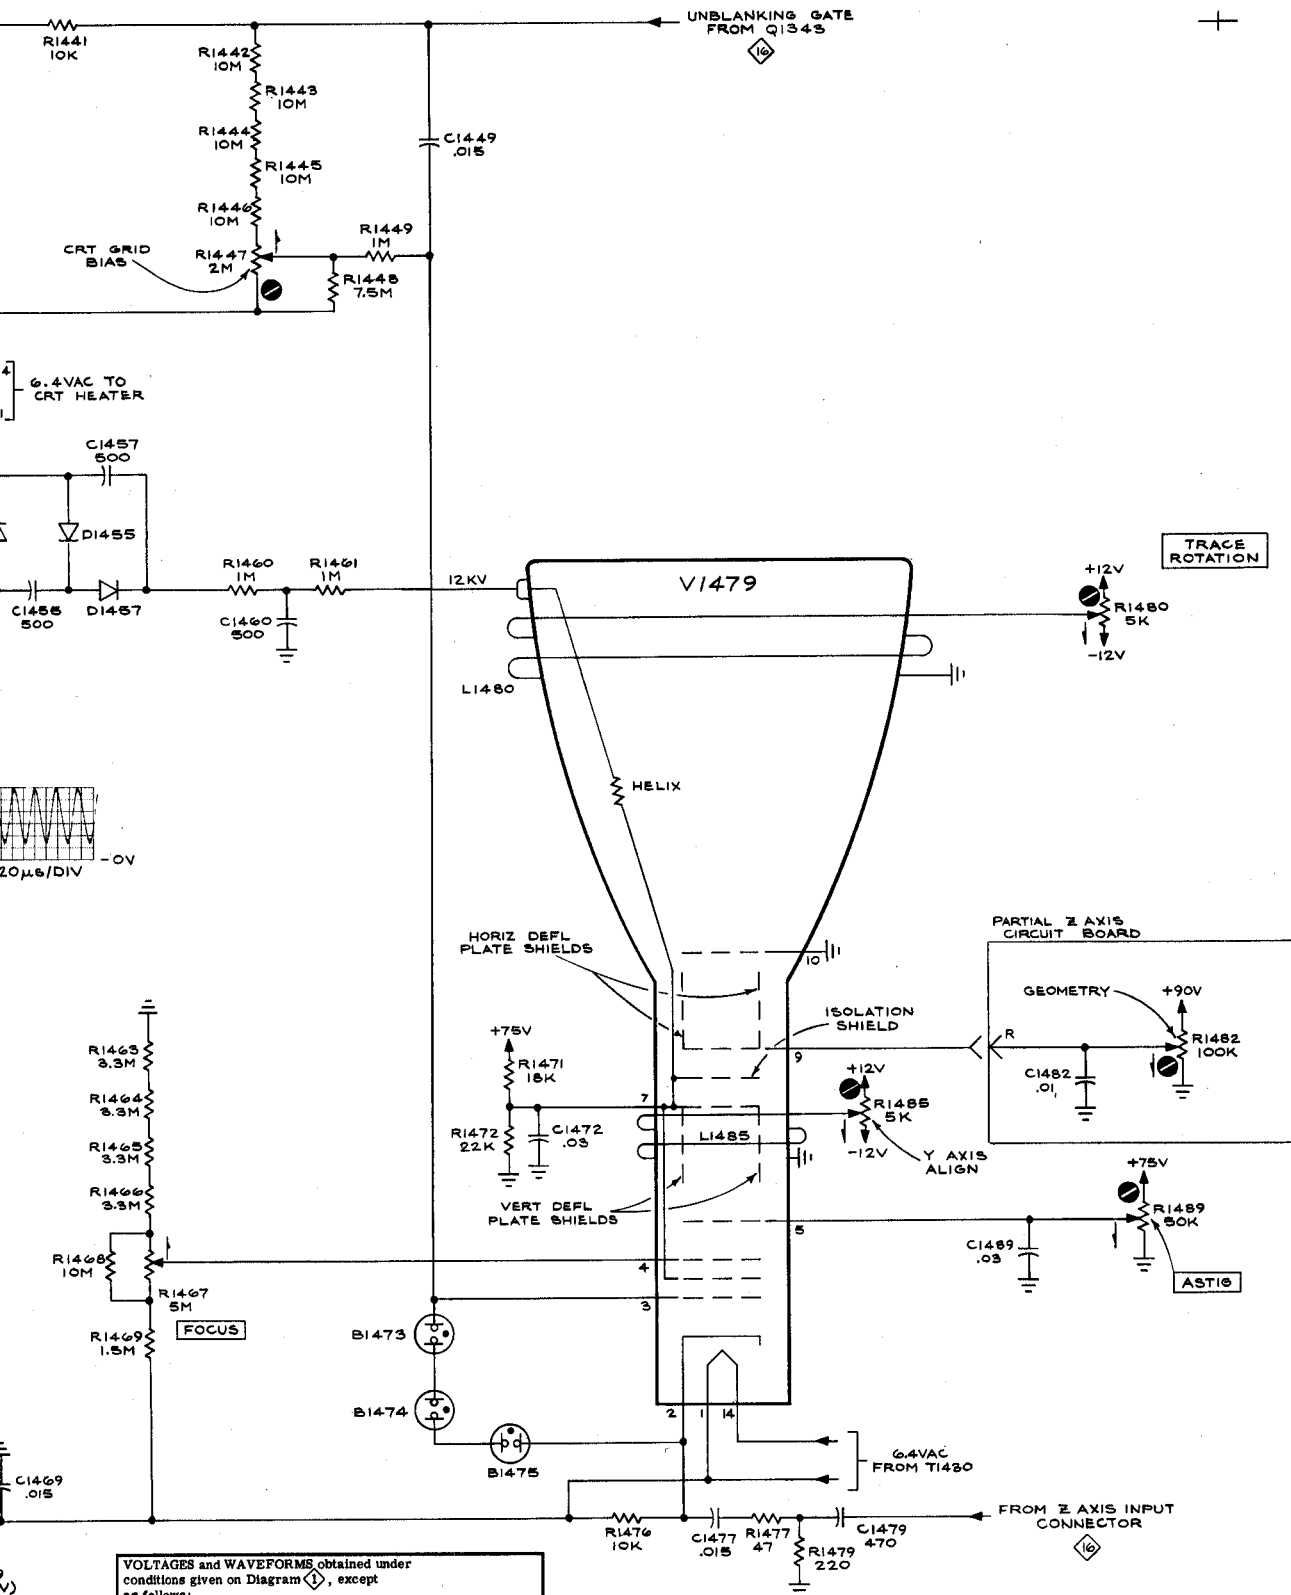 UNBLANKING GATE
FROM Q1343
16
R1441
10K
R1442
10M
R1443
10M
R1444
10M
R1445
10M
R1446
10M
C1449
.015
CRT GRID
BIAS
R1447
2M
R1449
1M
R1448
7.5M
4
1
6.4VAC TO
CRT HEATER
C1457
500
D1455
C1455
500
D1457
R1460
1M
R1461
1M
C1460
500
12KV
V1479
L1480
TRACE
ROTATION
+12V
R1480
5K
-12V
HELIX
-0V
20µs/DIV
HORIZ DEFL
PLATE SHIELDS
10
PARTIAL Z AXIS
CIRCUIT BOARD
GEOMETRY
+90V
R
R1482
100K
C1482
.01
ISOLATION
SHIELD
9
+75V
R1471
18K
7
R1472
22K
C1472
.03
L1485
+12V
R1485
5K
-12V
Y AXIS
ALIGN
VERT DEFL
PLATE SHIELDS
5
+75V
R1489
50K
C1489
.03
ASTIG
R1463
3.3M
R1464
3.3M
R1465
3.3M
R1466
3.3M
R1468
10M
R1467
5M
FOCUS
R1469
1.5M
4
3
B1473
B1474
B1475
2
1
14
6.4VAC
FROM T1430
C1469
.015
R1476
10K
C1477
.015
R1477
47
R1479
220
C1479
470
FROM Z AXIS INPUT
CONNECTOR
16
V)
VOLTAGES and WAVEFORMS obtained under
conditions given on Diagram 1, except
as follows: